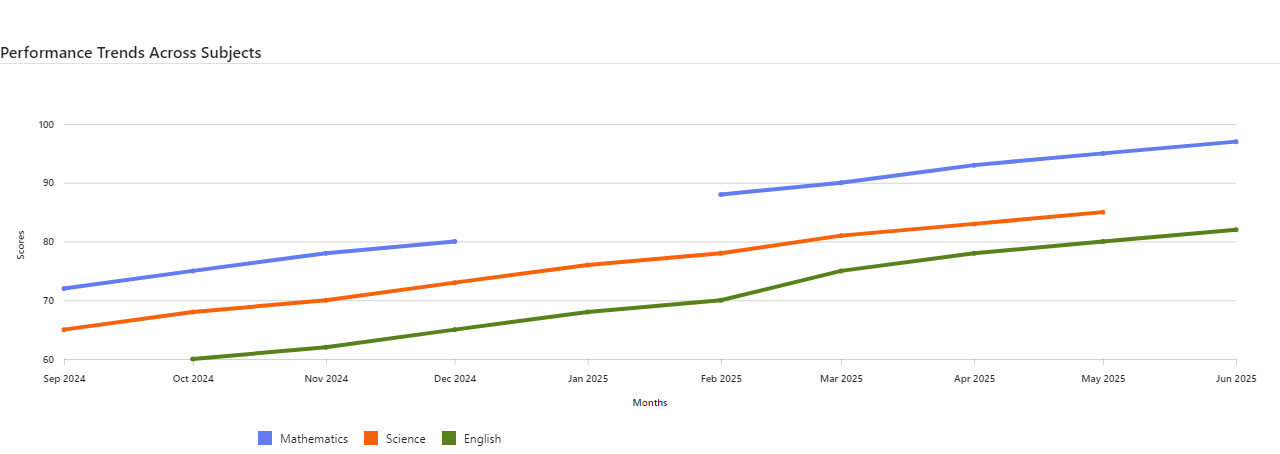 Performance Trends Across Subjects
100
90
80
70
60
Scores
Sep 2024 Oct 2024 Nov 2024 Dec 2024 Jan 2025 Feb 2025 Mar 2025 Apr 2025 May 2025 Jun 2025
Months
Mathematics Science English